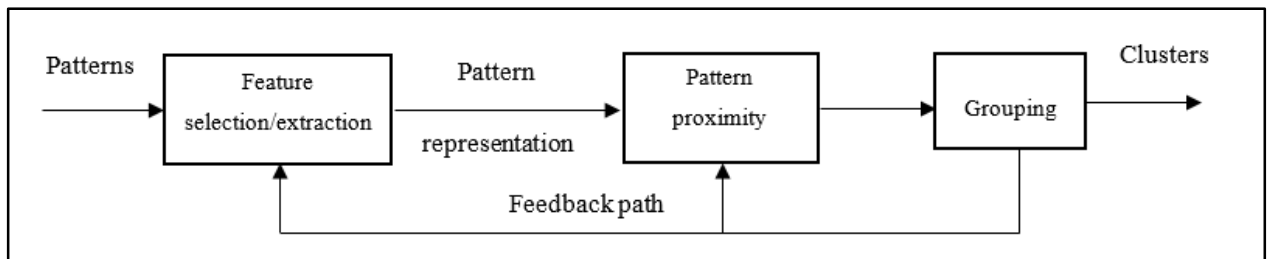 Patterns
Feature
selection/extraction
Pattern
representation
Pattern
proximity
Grouping
Clusters
Feedback path